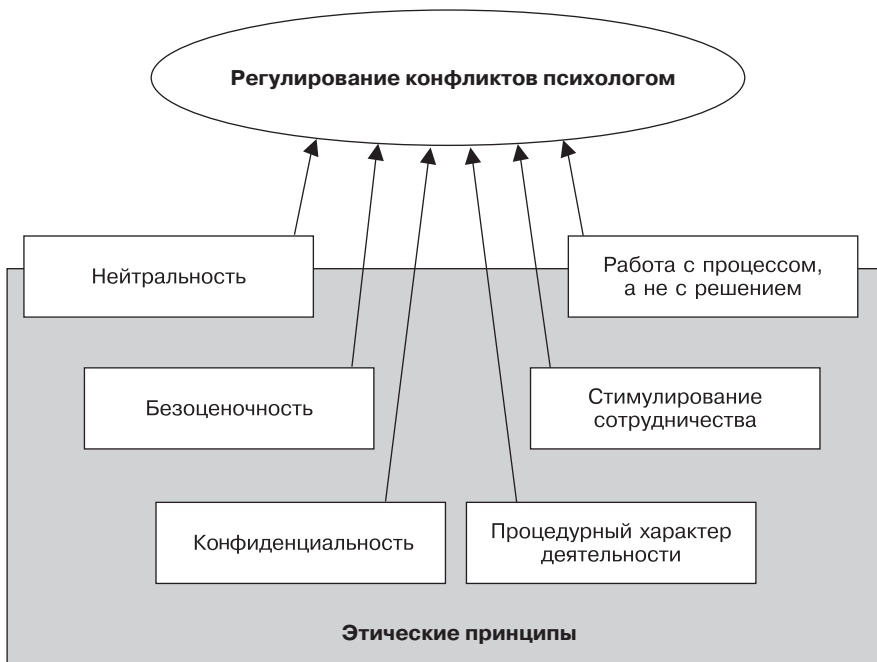 Регулирование конфликтов психологом
Нейтральность
Работа с процессом,
а не с решением
Безоценочность
Стимулирование
сотрудничества
Конфиденциальность
Процедурный характер
деятельности
Этические принципы